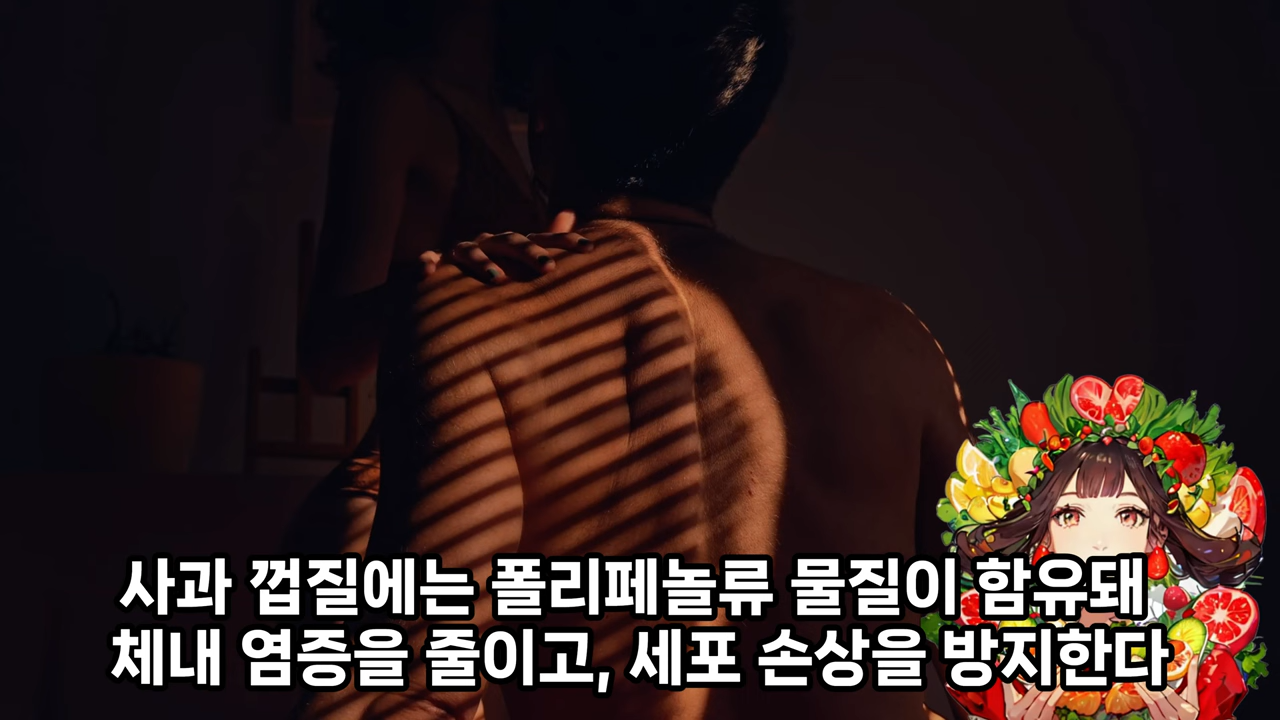 사과 껍질에는 폴리페놀류 물질이 함유돼
체내 염증을 줄이고, 세포 손상을 방지한다